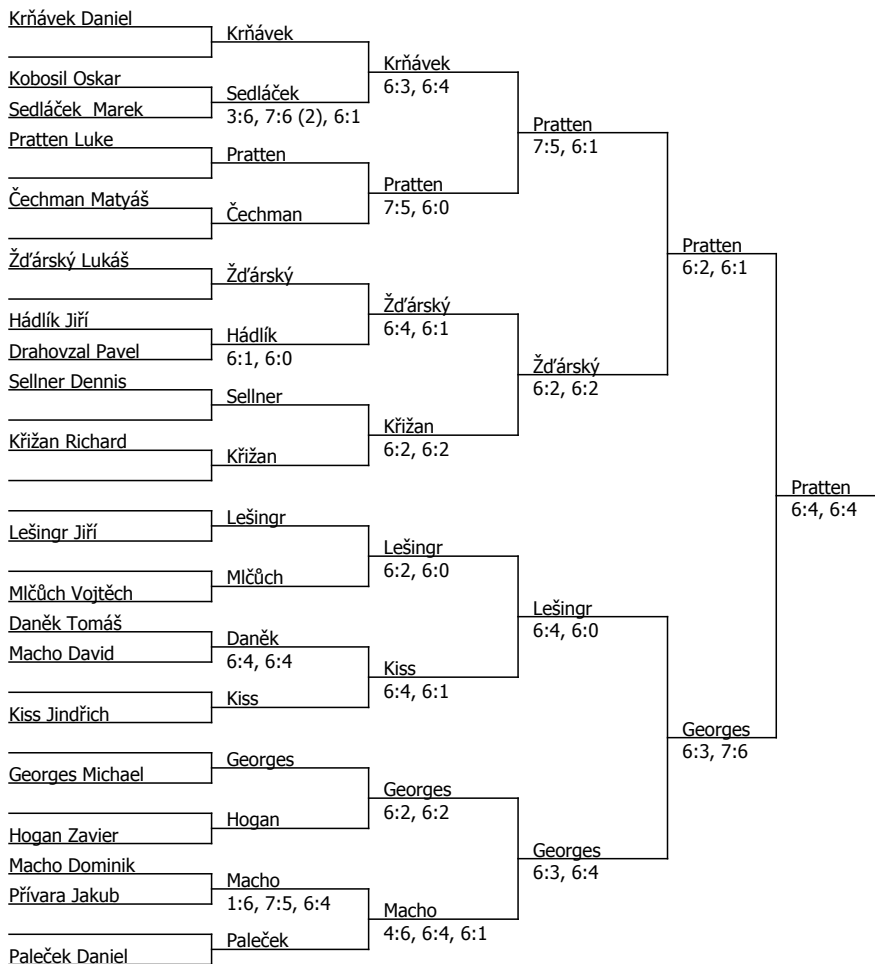 Krňávek Daniel
Kobosil Oskar
Sedláček  Marek
Pratten Luke
Čechman Matyáš
Žďárský Lukáš
Hádlík Jiří
Drahovzal Pavel
Sellner Dennis
Křižan Richard
Lešingr Jiří
Mlčůch Vojtěch
Daněk Tomáš
Macho David
Kiss Jindřich
Georges Michael
Hogan Zavier
Macho Dominik
Přívara Jakub
Paleček Daniel
Krňávek
Sedláček
3:6, 7:6 (2), 6:1
Pratten
Čechman
Žďárský
Hádlík
6:1, 6:0
Sellner
Křižan
Lešingr
Mlčůch
Daněk
6:4, 6:4
Kiss
Georges
Hogan
Macho
1:6, 7:5, 6:4
Paleček
Krňávek
6:3, 6:4
Pratten
7:5, 6:0
Žďárský
6:4, 6:1
Křižan
6:2, 6:2
Lešingr
6:2, 6:0
Kiss
6:4, 6:1
Georges
6:2, 6:2
Macho
4:6, 6:4, 6:1
Pratten
7:5, 6:1
Žďárský
6:2, 6:2
Lešingr
6:4, 6:0
Georges
6:3, 6:4
Pratten
6:2, 6:1
Georges
6:3, 7:6
Pratten
6:4, 6:4